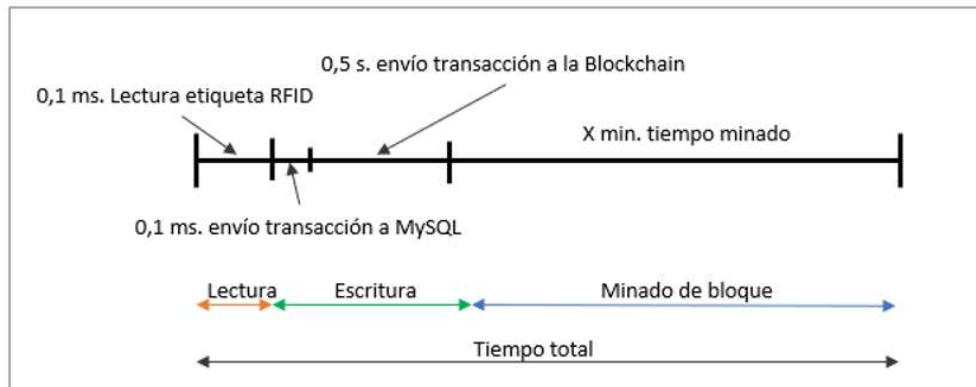 0,5 s. envío transacción a la Blockchain
0,1 ms. Lectura etiqueta RFID
X min. tiempo minado
0,1 ms. envío transacción a MySQL
Lectura
Escritura
Minado de bloque
Tiempo total